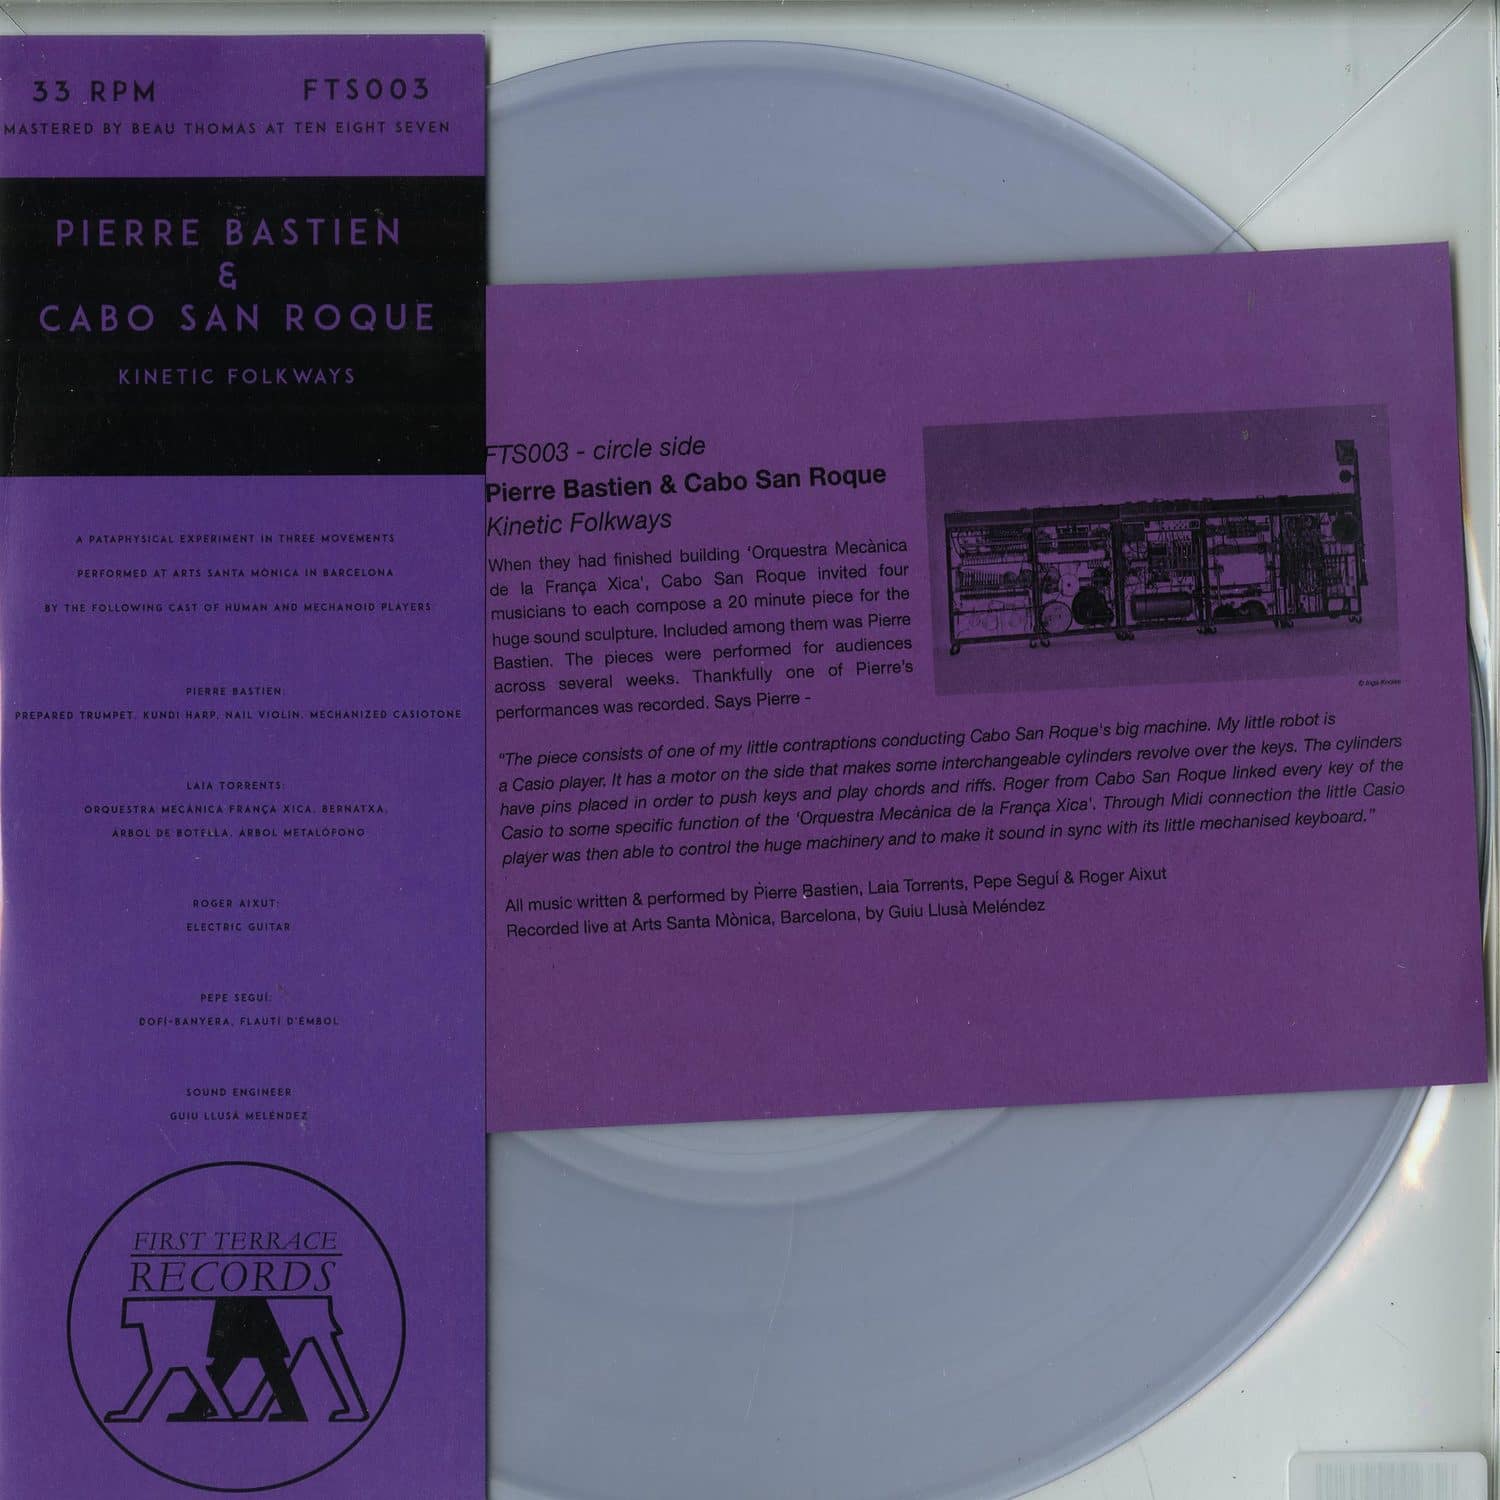 33 RPM FTS003
MASTERED BY BEAU THOMAS AT TEN EIGHT SEVEN
PIERRE BASTIEN
&
CABO SAN ROQUE
KINETIC FOLKWAYS
A PATAPHYSICAL EXPERIMENT IN THREE MOVEMENTS
PERFORMED AT ARTS SANTA MÒNICA IN BARCELONA
BY THE FOLLOWING CAST OF HUMAN AND MECHANOID PLAYERS:
PIERRE BASTIEN:
PREPARED TRUMPET, KUNDI HARP, NAIL VIOLIN, MECHANIZED CASIOTONE
LAIA TORRENTS:
ORQUESTRA MECÀNICA FRANÇA XICA, BERNATXA,
ÀRBOL DE BOTELLA, ÀRBOL METALÒFONO
ROGER AIXUT:
ELECTRIC GUITAR
PEPE SEGUÍ:
DOFÍ-BANYERA, FLAUTÍ D'ÈMBOL
SOUND ENGINEER
GUIU LLUSÀ MELÉNDEZ
FIRST TERRACE
RECORDS
FTS003 - circle side
Pierre Bastien & Cabo San Roque
Kinetic Folkways
When they had finished building 'Orquestra Mecànica
de la França Xica', Cabo San Roque invited four
musicians to each compose a 20 minute piece for the
huge sound sculpture. Included among them was Pierre
Bastien. The pieces were performed for audiences
across several weeks. Thankfully one of Pierre's
performances was recorded. Says Pierre -
© Inga Knölke
"The piece consists of one of my little contraptions conducting Cabo San Roque's big machine. My little robot is
a Casio player. It has a motor on the side that makes some interchangeable cylinders revolve over the keys. The cylinders
have pins placed in order to push keys and play chords and riffs. Roger from Cabo San Roque linked every key of the
Casio to some specific function of the 'Orquestra Mecànica de la França Xica'. Through Midi connection the little Casio
player was then able to control the huge machinery and to make it sound in sync with its little mechanised keyboard."
All music written & performed by Pierre Bastien, Laia Torrents, Pepe Seguí & Roger Aixut
Recorded live at Arts Santa Mònica, Barcelona, by Guiu Llusà Meléndez